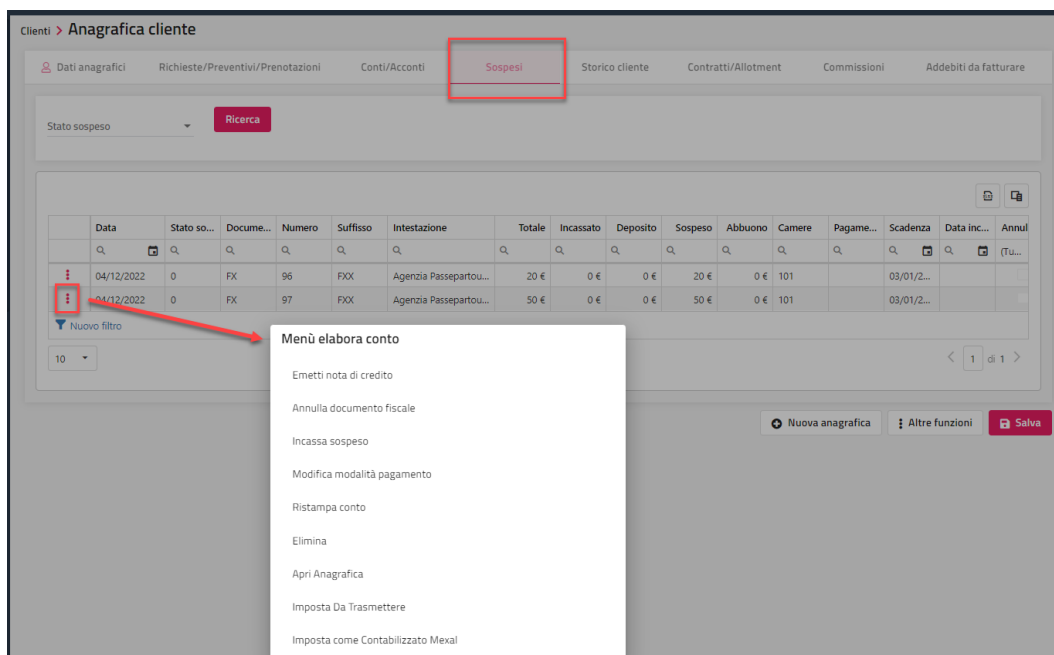 Clienti > Anagrafica cliente
Dati anagrafici Richieste/Preventivi/Prenotazioni Conti/Acconti Sospesi Storico cliente Contratti/Allotment Commissioni Addebiti da fatturare
Stato sospeso Ricerca
Data Stato so... Docume... Numero Suffisso Intestazione Totale Incassato Deposito Sospeso Abbuono Camere Pagame... Scadenza Data inc... Annul
(Tu...
04/12/2022 0 FX 96 FXX Agenzia Passepartou... 20 € 0 € 0 € 20 € 0 € 101 03/01/2...
04/12/2022 0 FX 97 FXX Agenzia Passepartou... 50 € 0 € 0 € 50 € 0 € 101 03/01/2...
Nuovo filtro
10 < 1 di 1 >
Menù elabora conto
Emetti nota di credito
Annulla documento fiscale
Nuova anagrafica Altre funzioni Salva
Incassa sospeso
Modifica modalità pagamento
Ristampa conto
Elimina
Apri Anagrafica
Imposta Da Trasmettere
Imposta come Contabilizzato Mexal